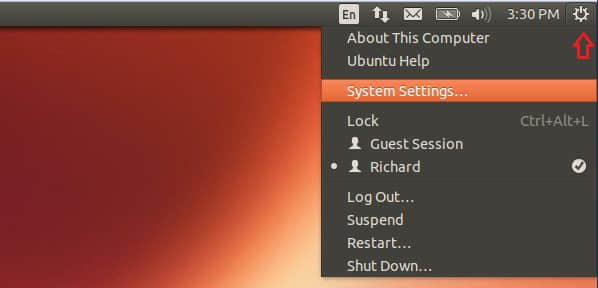 En 3:30 PM
About This Computer
Ubuntu Help
System Settings...
Lock Ctrl+Alt+L
Guest Session
Richard
Log Out...
Suspend
Restart...
Shut Down...